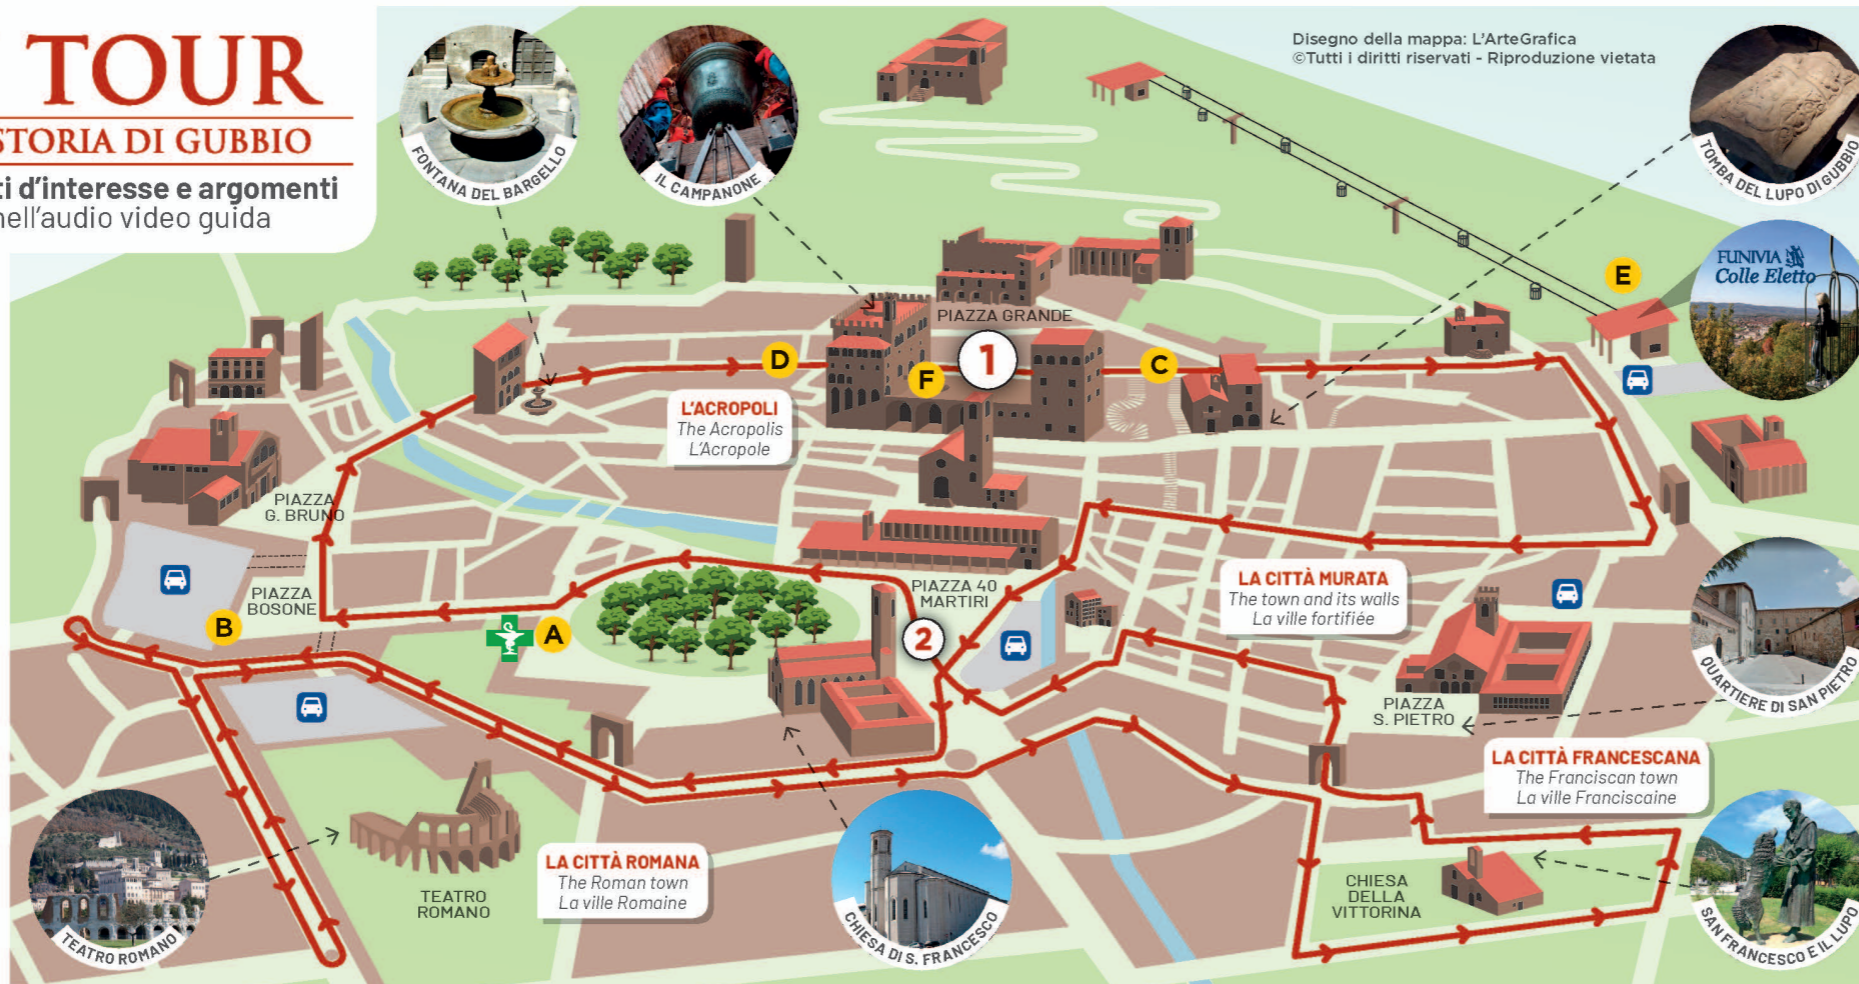 TOUR
STORIA DI GUBBIO
ti d'interesse e argomenti
nell'audio video guida
FONTANA DEL BARGELLO
IL CAMPANONE
Disegno della mappa: L'ArteGrafica
©Tutti i diritti riservati - Riproduzione vietata
TOMBA DEL LUPO DI GUBBIO
FUNIVIA
Colle Eletto
E
PIAZZA GRANDE
1
D
F
C
L'ACROPOLI
The Acropolis
L'Acropole
PIAZZA
G. BRUNO
PIAZZA
BOSONE
B
A
PIAZZA 40
MARTIRI
2
LA CITTÀ MURATA
The town and its walls
La ville fortifiée
QUARTIERE DI SAN PIETRO
PIAZZA
S. PIETRO
LA CITTÀ FRANCESCANA
The Franciscan town
La ville Franciscaine
TEATRO ROMANO
TEATRO
ROMANO
LA CITTÀ ROMANA
The Roman town
La ville Romaine
CHIESA DI S. FRANCESCO
CHIESA
DELLA
VITTORINA
SAN FRANCESCO E IL LUPO